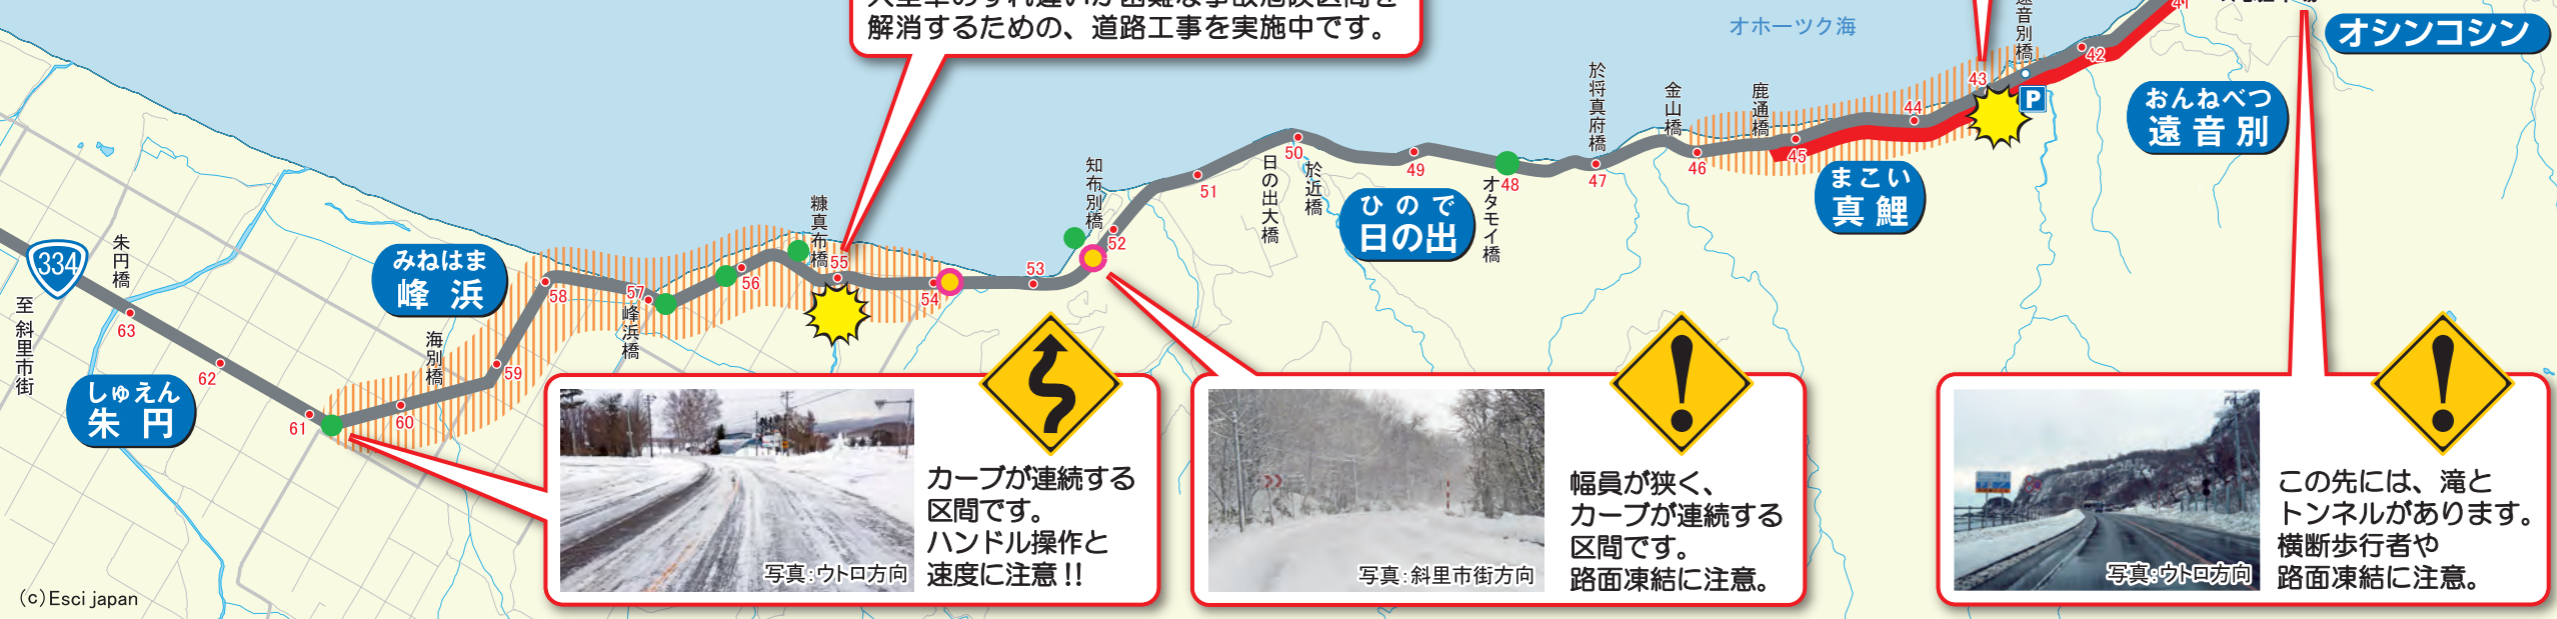 解消するための、道路工事を実施中です。
オホーツク海
遠音別橋
オシンコシン
41
42
43
P
おんねべつ
遠音別
44
45
鹿通橋
金山橋
46
まこい
真鯉
於将真府橋
47
48
オタモイ橋
49
ひので
日の出
50
於近橋
日の出大橋
51
知布別橋
52
53
54
糠真布橋
55
56
57
峰浜橋
58
みねはま
峰浜
59
海別橋
60
61
62
63
朱円橋
334
至 斜里市街
しゅえん
朱円
カーブが連続する
区間です。
ハンドル操作と
速度に注意!!
写真:ウトロ方向
幅員が狭く、
カーブが連続する
区間です。
路面凍結に注意。
写真:斜里市街方向
この先には、滝と
トンネルがあります。
横断歩行者や
路面凍結に注意。
写真:ウトロ方向
(c)Esci japan